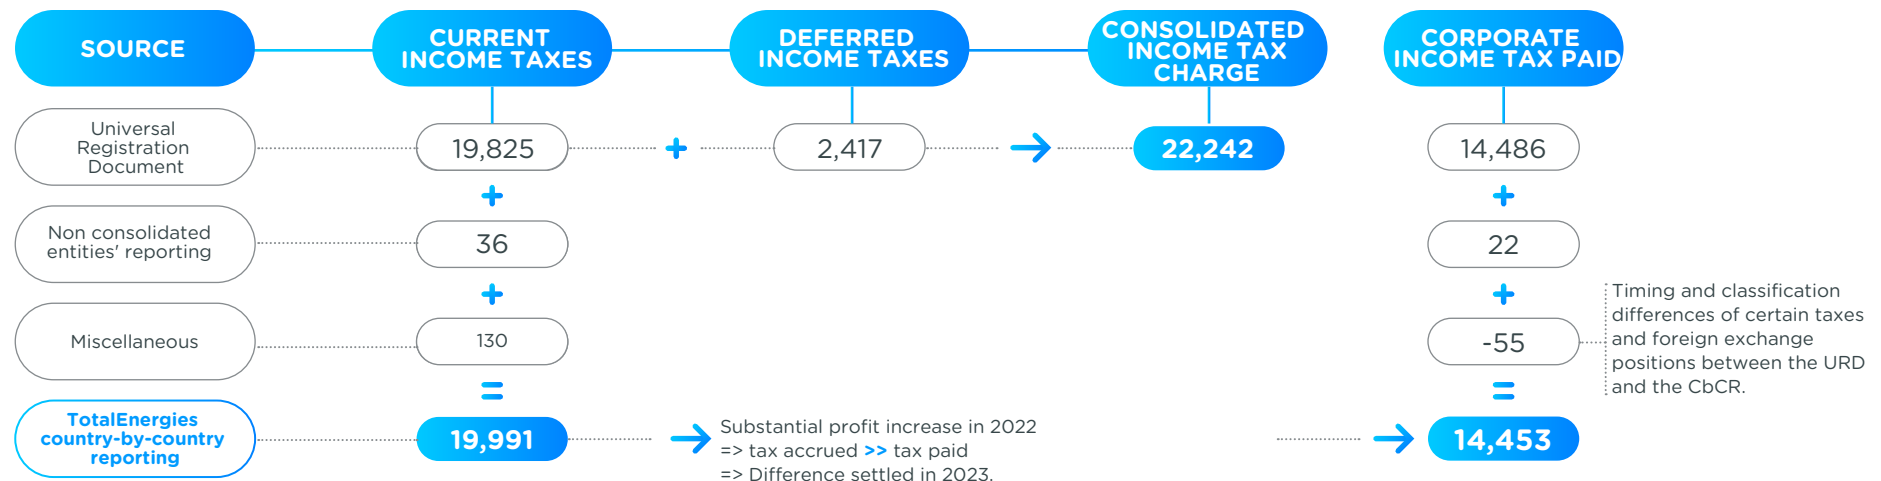 SOURCE
CURRENT
INCOME TAXES
DEFERRED
INCOME TAXES
CONSOLIDATED
INCOME TAX
CHARGE
CORPORATE
INCOME TAX PAID
Universal
Registration
Document
19,825
+
2,417
22,242
14,486
+
+
Non consolidated
entities' reporting
36
22
+
+
Miscellaneous
130
-55
Timing and classification
differences of certain taxes
and foreign exchange
positions between the URD
and the CbCR.
=
=
TotalEnergies
country-by-country
reporting
19,991
Substantial profit increase in 2022
=> tax accrued >> tax paid
=> Difference settled in 2023.
14,453